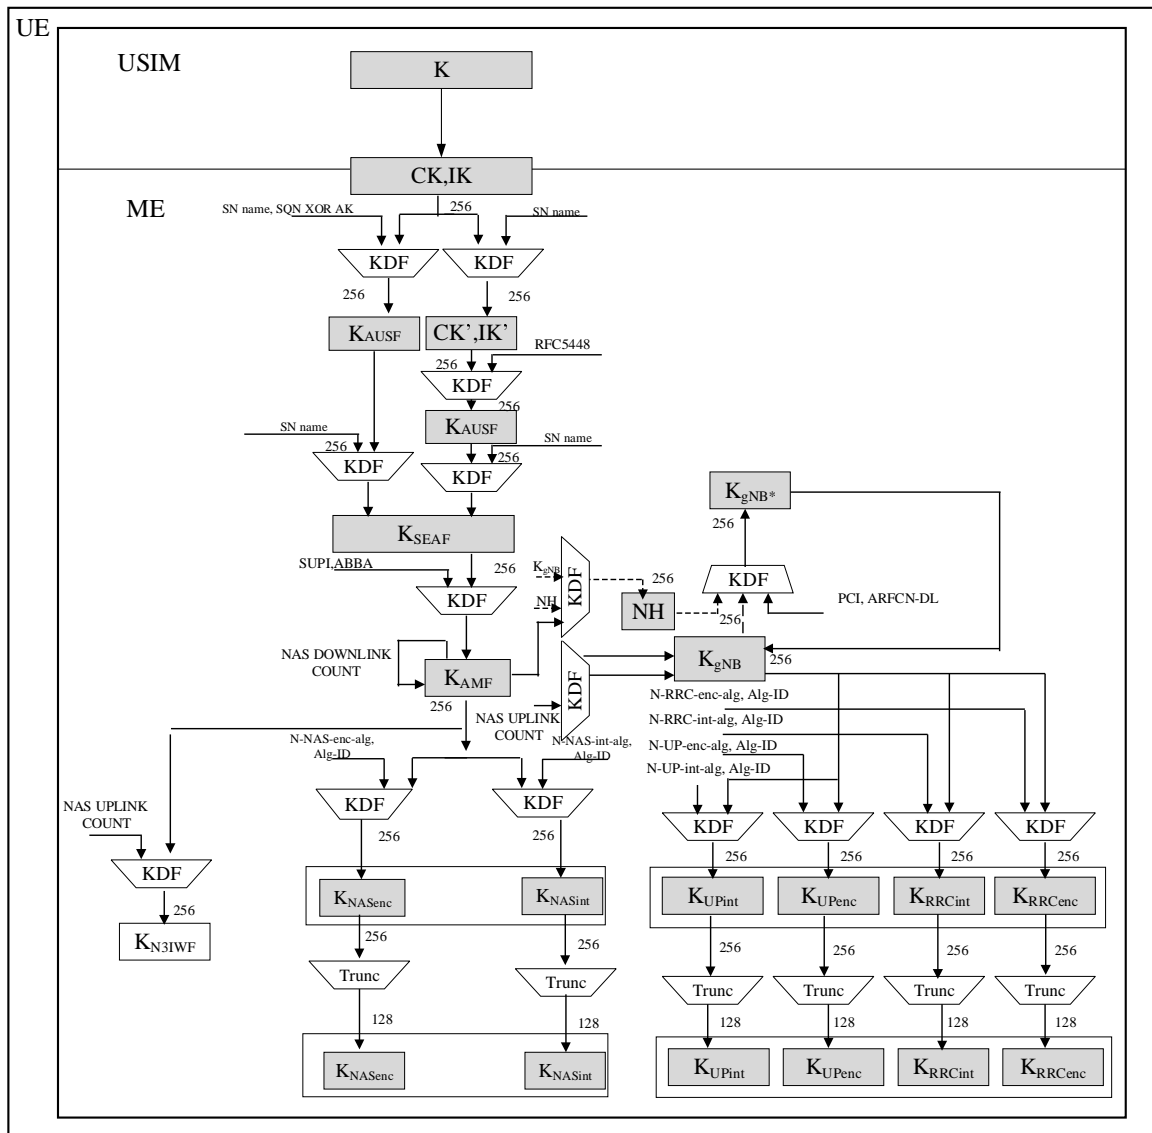 UE
USIM
K
CK,IK
ME
SN name, SQN XOR AK
256
SN name
KDF
KDF
256
256
KAUSF
CK',IK'
RFC5448
256
KDF
256
KAUSF
SN name
SN name
256
256
KDF
KDF
KgNB*
256
KSEAF
SUPI,ABBA
256
KDF
KgNB
NH
KDF
256
NH
KDF
256
PCI, ARFCN-DL
NAS DOWNLINK
COUNT
KAMF
256
KDF
KgNB
256
NAS UPLINK
COUNT
N-RRC-enc-alg, Alg-ID
N-RRC-int-alg, Alg-ID
N-UP-enc-alg, Alg-ID
N-UP-int-alg, Alg-ID
N-NAS-enc-alg,
Alg-ID
N-NAS-int-alg,
Alg-ID
NAS UPLINK
COUNT
KDF
KDF
KDF
KDF
KDF
KDF
KDF
256
256
256
256
256
256
256
KN3IWF
KNASenc
KNASint
KUPint
KUPenc
KRRCint
KRRCenc
256
256
256
256
256
256
Trunc
Trunc
Trunc
Trunc
Trunc
Trunc
128
128
128
128
128
128
KNASenc
KNASint
KUPint
KUPenc
KRRCint
KRRCenc